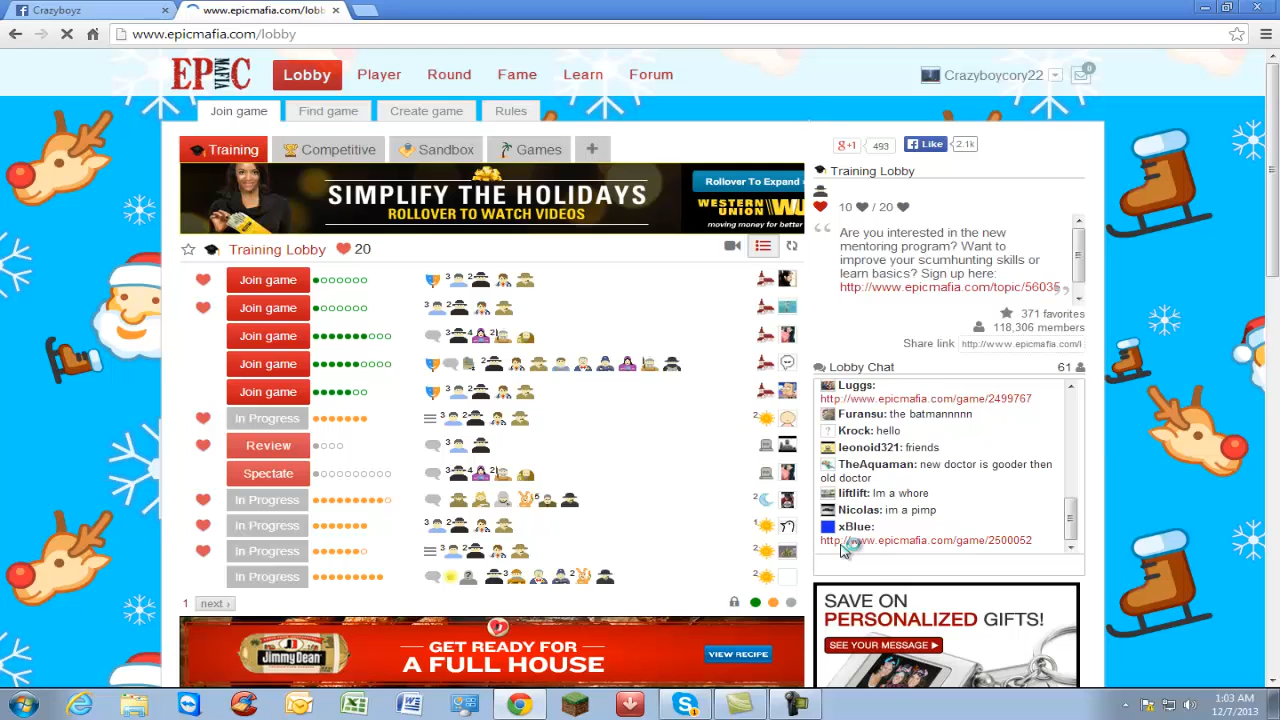 Crazyboyz
www.epicmafia.com/lobb
www.epicmafia.com/lobby
EPIC MAFIA
Lobby Player Round Fame Learn Forum
Crazyboycory22
0
Join game Find game Create game Rules
Training Competitive Sandbox Games +
SIMPLIFY THE HOLIDAYS
ROLLOVER TO WATCH VIDEOS
Rollover To Expand
WESTERN
UNION WU
moving money for better
Training Lobby 20
Join game
Join game
Join game
Join game
Join game
In Progress
Review
Spectate
In Progress
In Progress
In Progress
In Progress
1 next ›
GET READY FOR
A FULL HOUSE
Jimmy Dean
VIEW RECIPE
g+1 493 Like 2.1k
Training Lobby
10 / 20
Are you interested in the new
mentoring program? Want to
improve your scumhunting skills or
learn basics? Sign up here:
http://www.epicmafia.com/topic/56035
371 favorites
118,306 members
Share link http://www.epicmafia.com/l
Lobby Chat 61
Luggs:
http://www.epicmafia.com/game/2499767
Furansu: the batmannnnn
Krock: hello
leonoid321: friends
TheAquaman: new doctor is gooder then
old doctor
liftlift: Im a whore
Nicolas: im a pimp
xBlue:
http://www.epicmafia.com/game/2500052
SAVE ON
PERSONALIZED GIFTS!
SEE YOUR MESSAGE
1:03 AM
12/7/2013